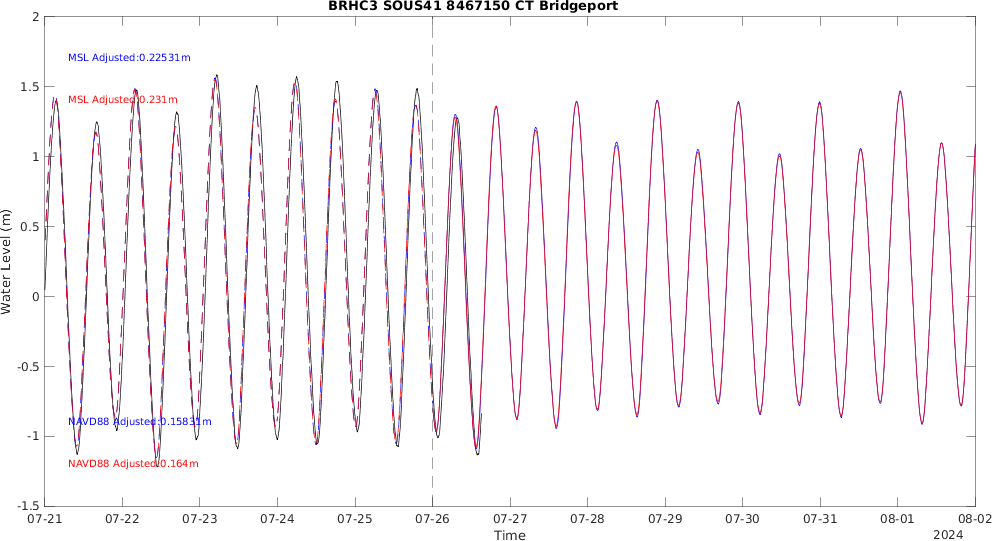 BRHC3 SOUS41 8467150 CT Bridgeport
Water Level (m)
2
1.5
1
0.5
0
-0.5
-1
-1.5
MSL Adjusted:0.22531m
MSL Adjusted:0.231m
NAVD88 Adjusted:0.15831m
NAVD88 Adjusted:0.164m
07-21 07-22 07-23 07-24 07-25 07-26 07-27 07-28 07-29 07-30 07-31 08-01 08-02
Time
2024